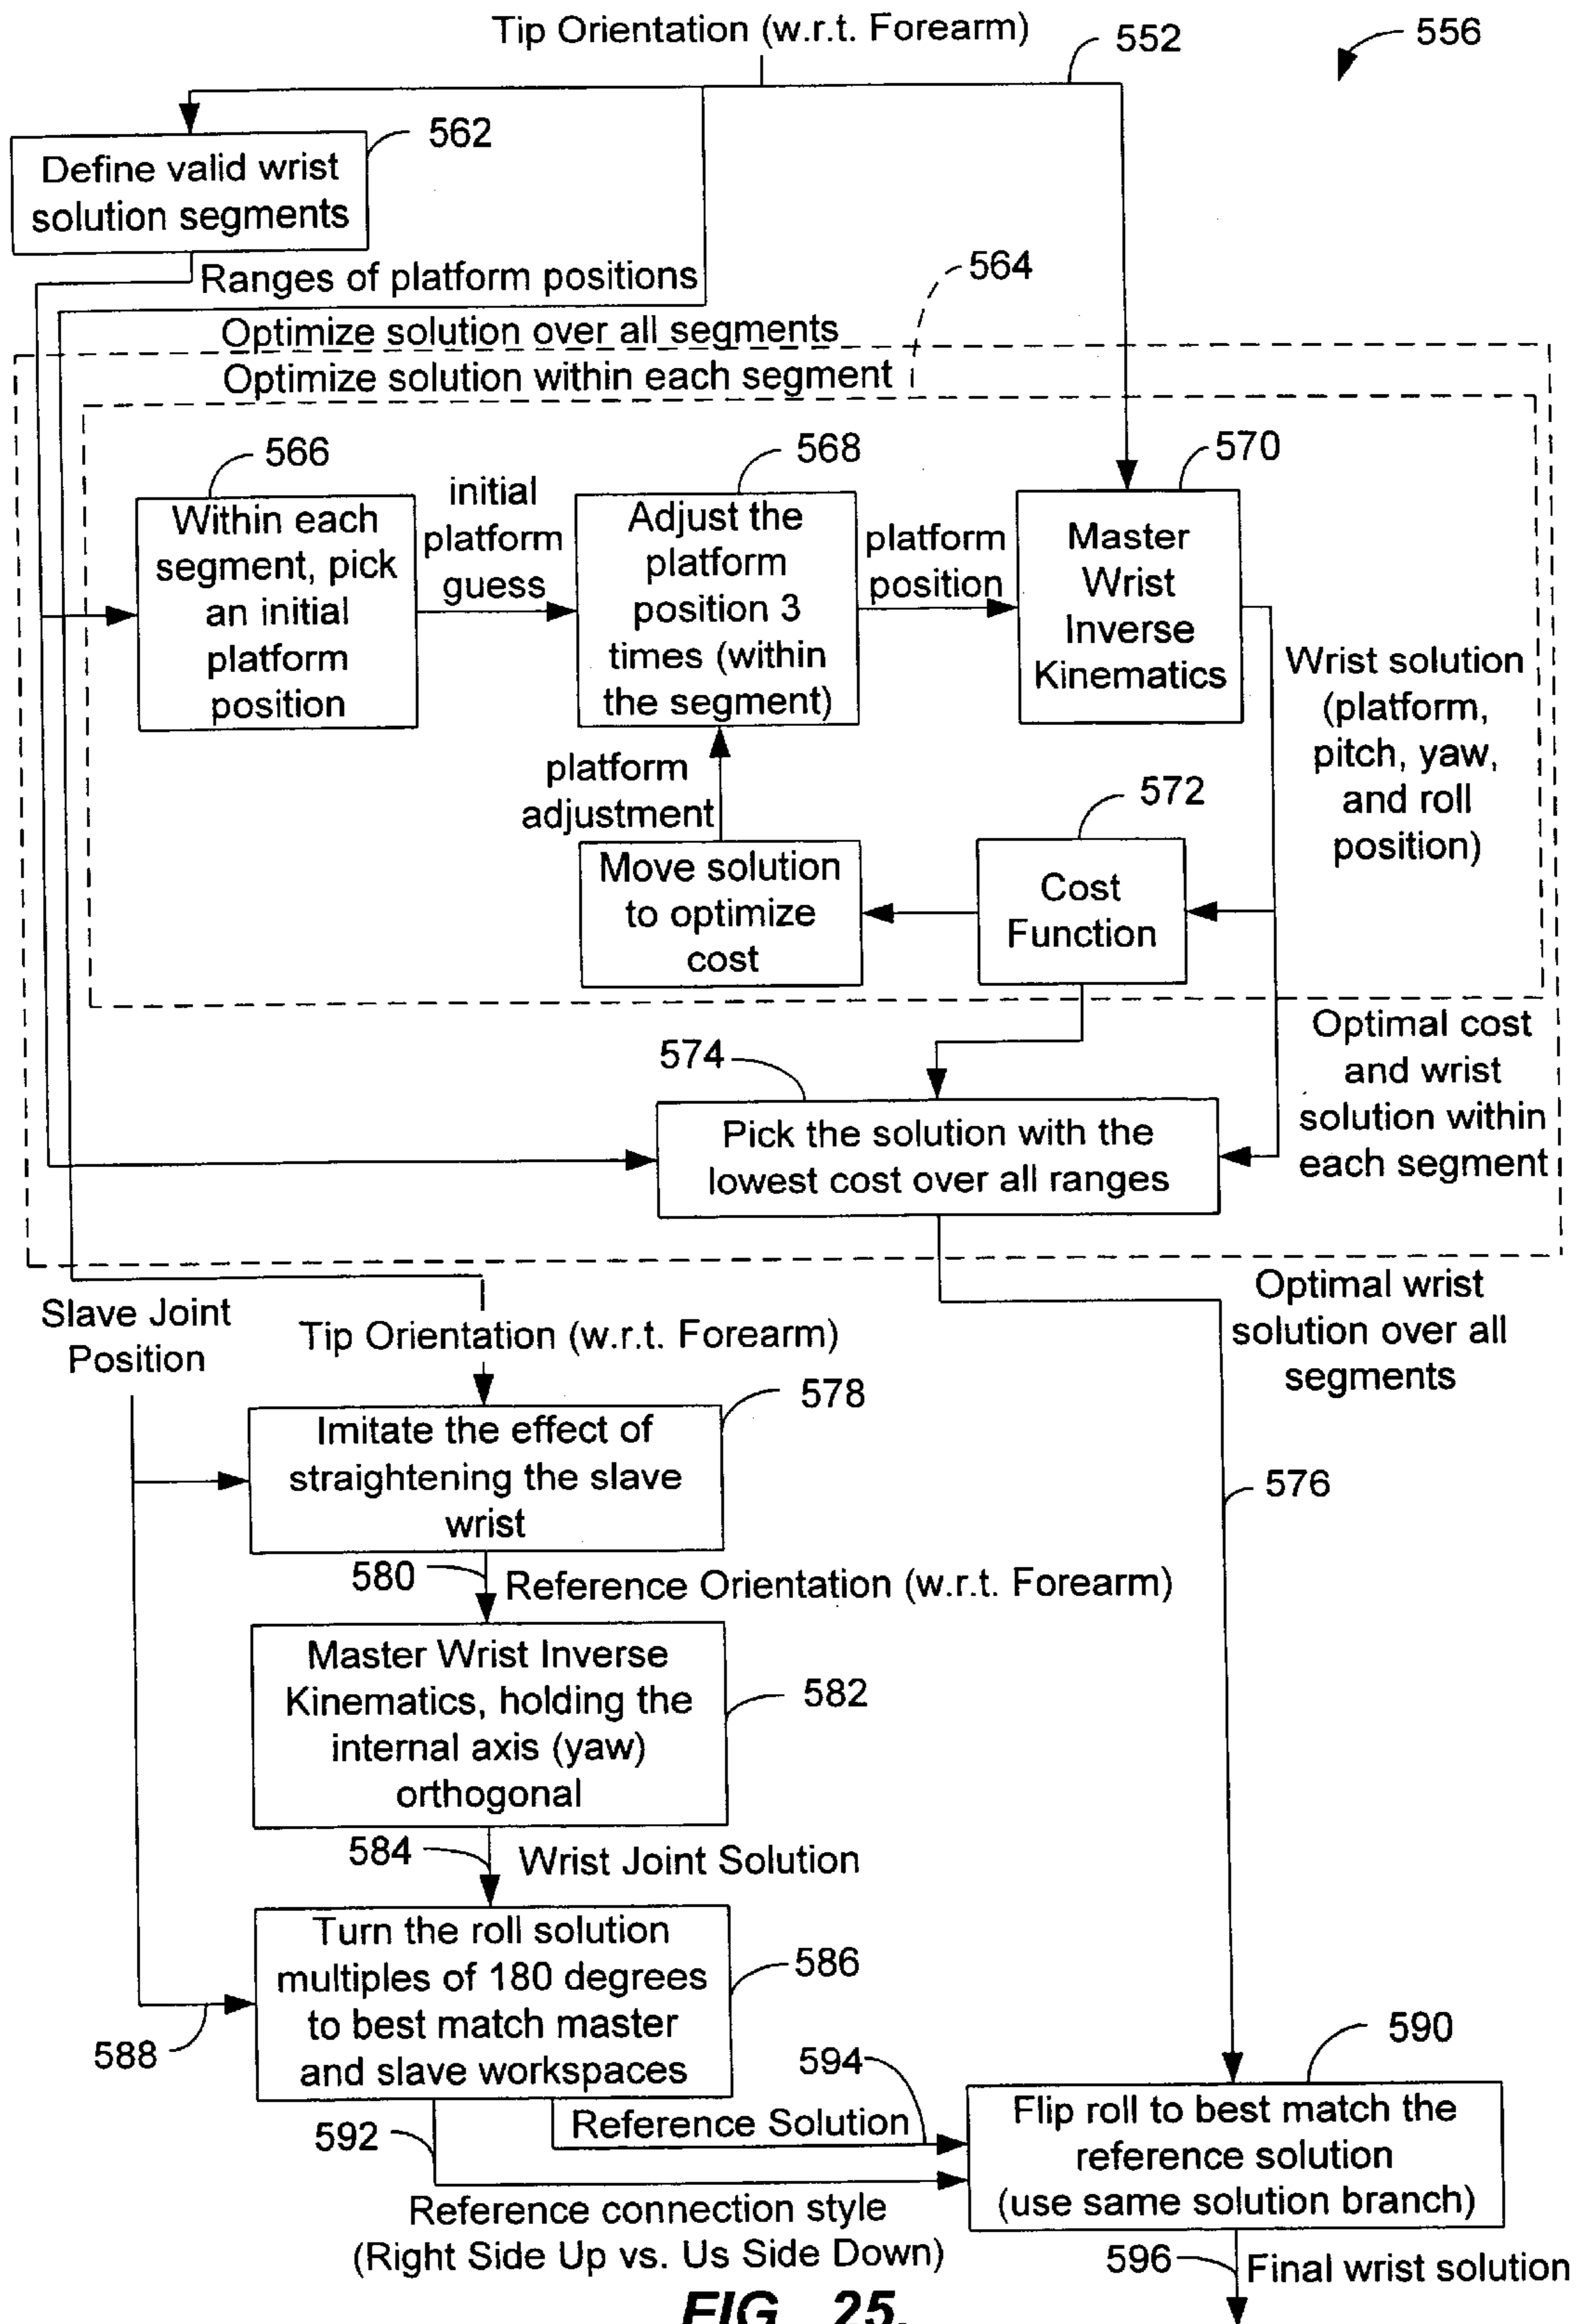 Tip Orientation (w.r.t. Forearm)
552
556
562
Define valid wrist
solution segments
Ranges of platform positions
564
Optimize solution over all segments
Optimize solution within each segment
566
568
570
Within each
segment, pick
an initial
platform
position
initial
platform
guess
Adjust the
platform
position 3
times (within
the segment)
platform
position
Master
Wrist
Inverse
Kinematics
Wrist solution
(platform,
pitch, yaw,
and roll
position)
platform
adjustment
572
Move solution
to optimize
cost
Cost
Function
Optimal cost
and wrist
solution within
each segment
574
Pick the solution with the
lowest cost over all ranges
Optimal wrist
solution over all
segments
Slave Joint
Position
Tip Orientation (w.r.t. Forearm)
578
Imitate the effect of
straightening the slave
wrist
576
580
Reference Orientation (w.r.t. Forearm)
Master Wrist Inverse
Kinematics, holding the
internal axis (yaw)
orthogonal
582
584
Wrist Joint Solution
Turn the roll solution
multiples of 180 degrees
to best match master
and slave workspaces
586
588
590
594
592
Reference Solution
Flip roll to best match the
reference solution
(use same solution branch)
Reference connection style
(Right Side Up vs. Us Side Down)
596
Final wrist solution
FIG. 25.